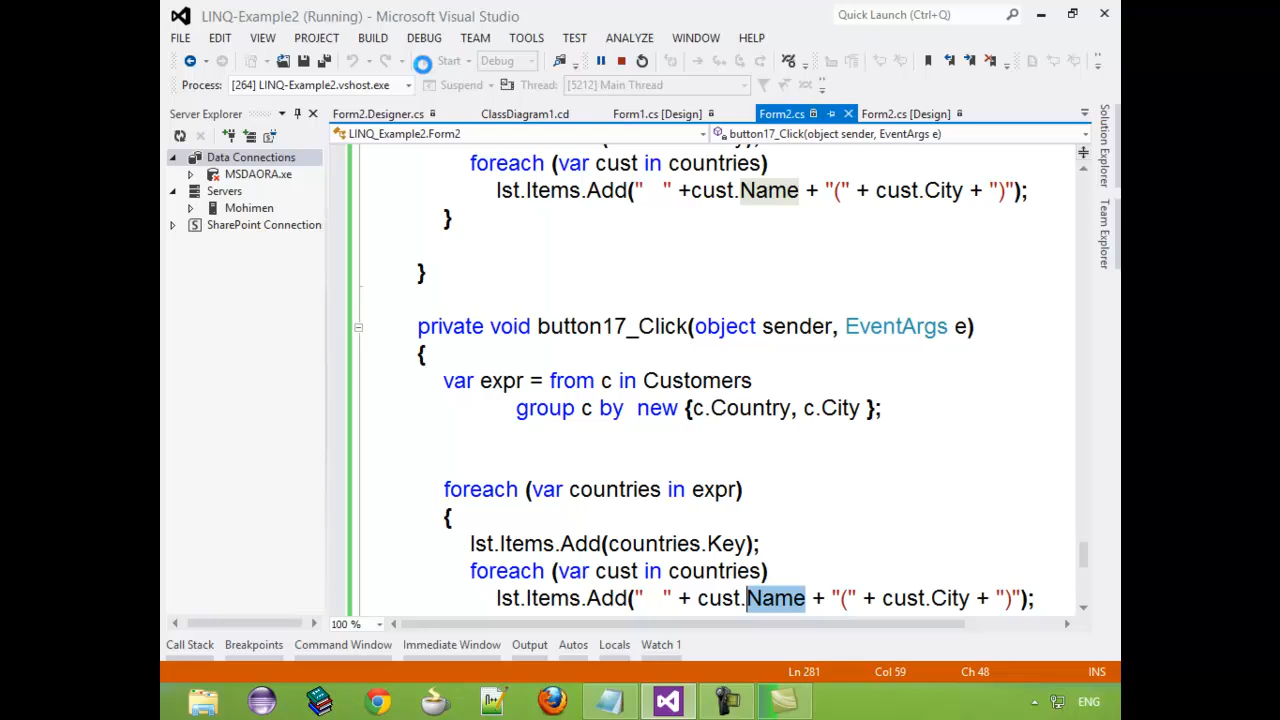 LINQ-Example2 (Running) - Microsoft Visual Studio
Quick Launch (Ctrl+Q)
FILE EDIT VIEW PROJECT BUILD DEBUG TEAM TOOLS TEST ANALYZE WINDOW HELP
Start Debug
Process: [264] LINQ-Example2.vshost.exe Suspend Thread: [5212] Main Thread
Server Explorer
Form2.Designer.cs ClassDiagram1.cd Form1.cs [Design] Form2.cs Form2.cs [Design]
LINQ_Example2.Form2 button17_Click(object sender, EventArgs e)
Data Connections
MSDAORA.xe
Servers
Mohimen
SharePoint Connection
foreach (var cust in countries)
lst.Items.Add("   " +cust.Name + "(" + cust.City + ")");
}
}
private void button17_Click(object sender, EventArgs e)
{
var expr = from c in Customers
group c by  new {c.Country, c.City };
foreach (var countries in expr)
{
lst.Items.Add(countries.Key);
foreach (var cust in countries)
lst.Items.Add("   " + cust.Name + "(" + cust.City + ")");
100 %
Solution Explorer
Team Explorer
Call Stack Breakpoints Command Window Immediate Window Output Autos Locals Watch 1
Ln 281 Col 59 Ch 48 INS
ENG